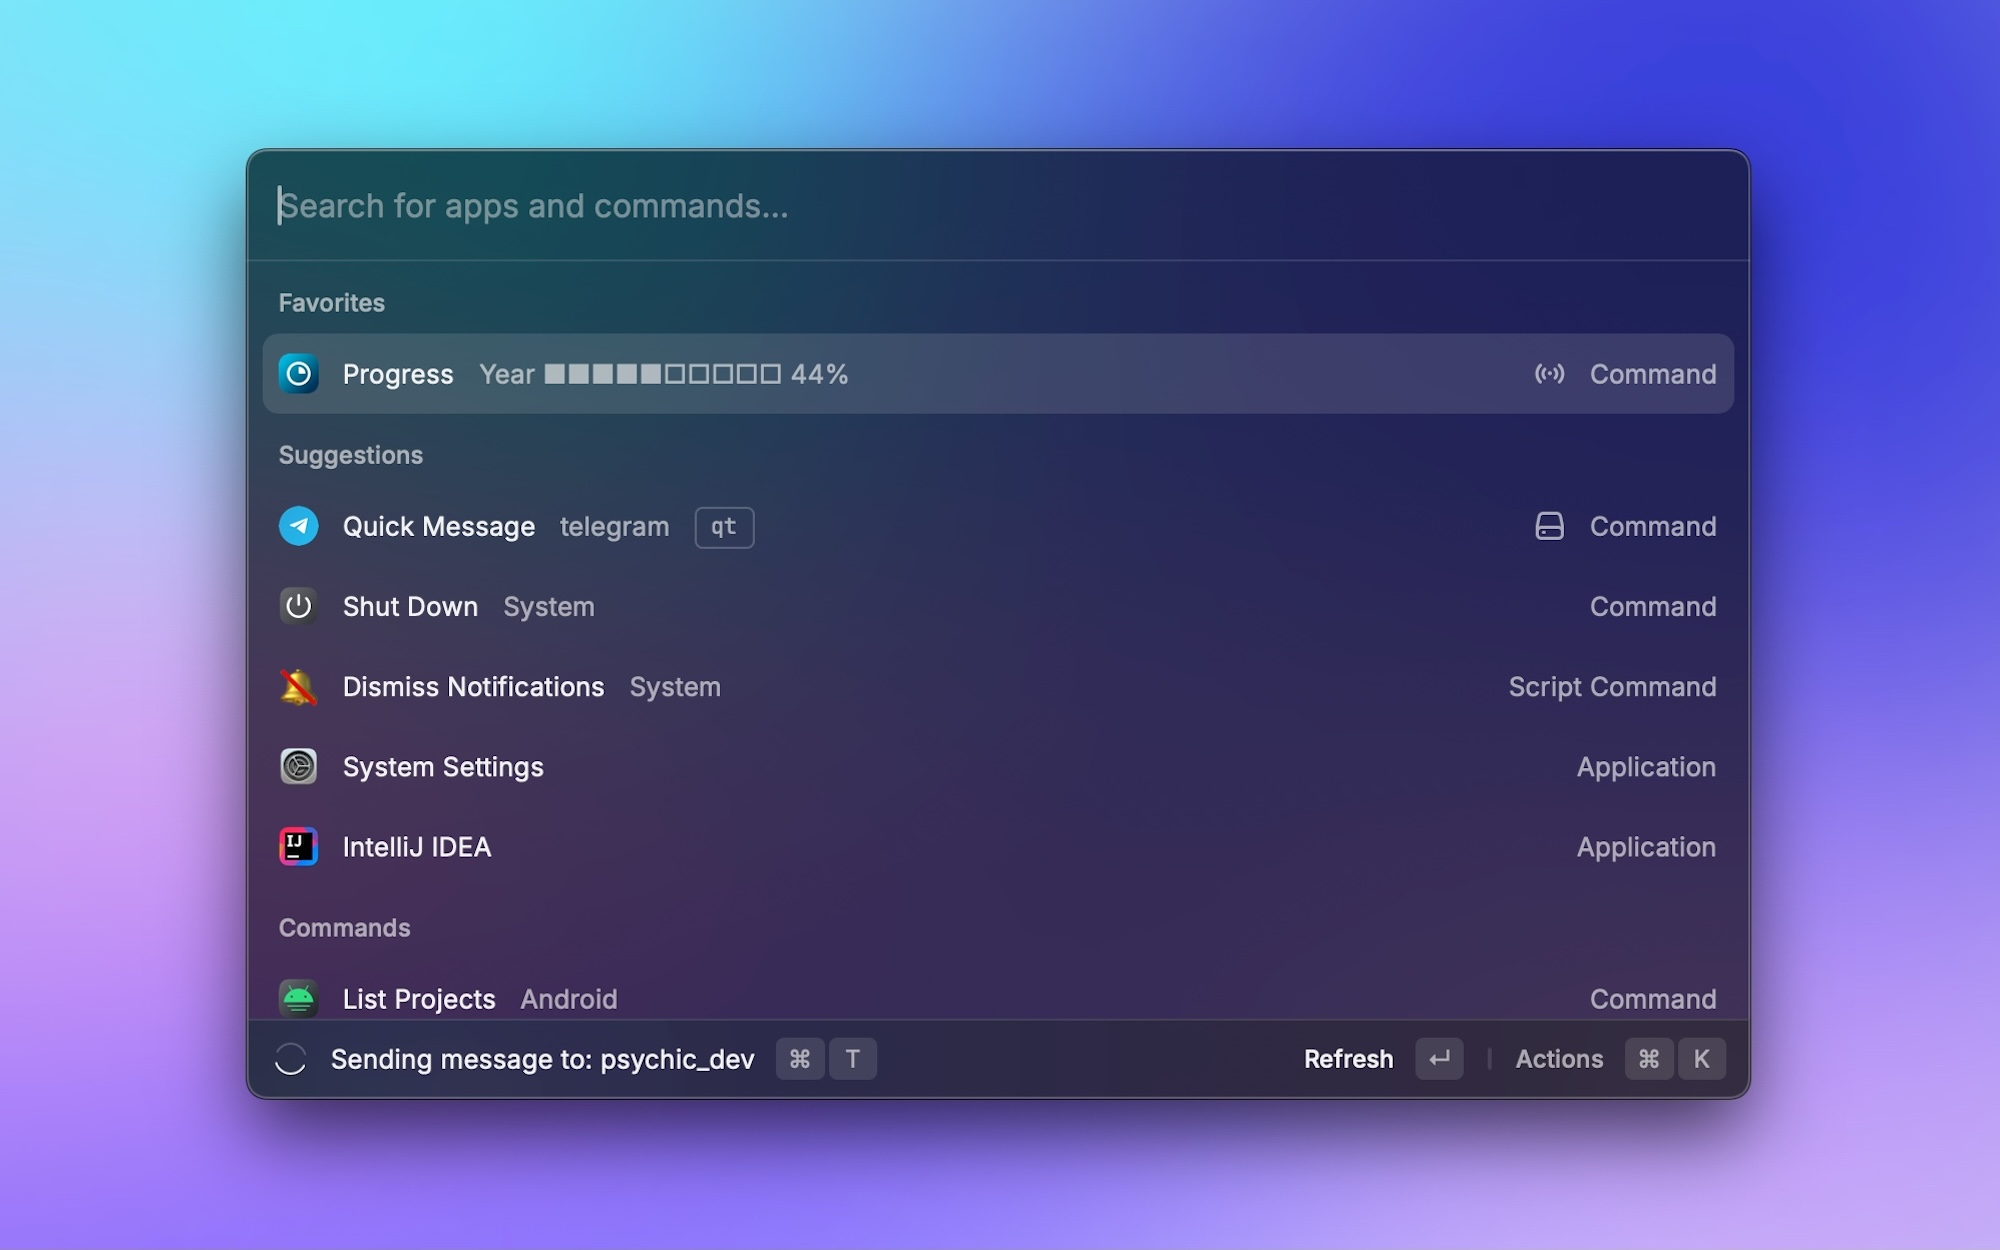 Search for apps and commands...
Favorites
Progress Year ■■■■■□□□□□ 44% Command
Suggestions
Quick Message telegram qt Command
Shut Down System Command
Dismiss Notifications System Script Command
System Settings Application
IJ IntelliJ IDEA Application
Commands
List Projects Android Command
Sending message to: psychic_dev ⌘ T Refresh ↵ | Actions ⌘ K